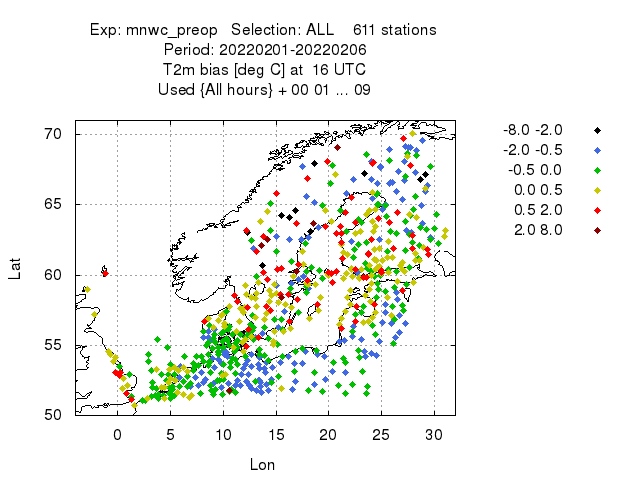 Exp: mnwc_preop   Selection: ALL    611 stations
Period: 20220201-20220206
T2m bias [deg C] at  16 UTC
Used {All hours} + 00 01 ... 09
-8.0 -2.0
-2.0 -0.5
-0.5 0.0
0.0 0.5
0.5 2.0
2.0 8.0
70
65
60
55
50
Lat
0 5 10 15 20 25 30
Lon